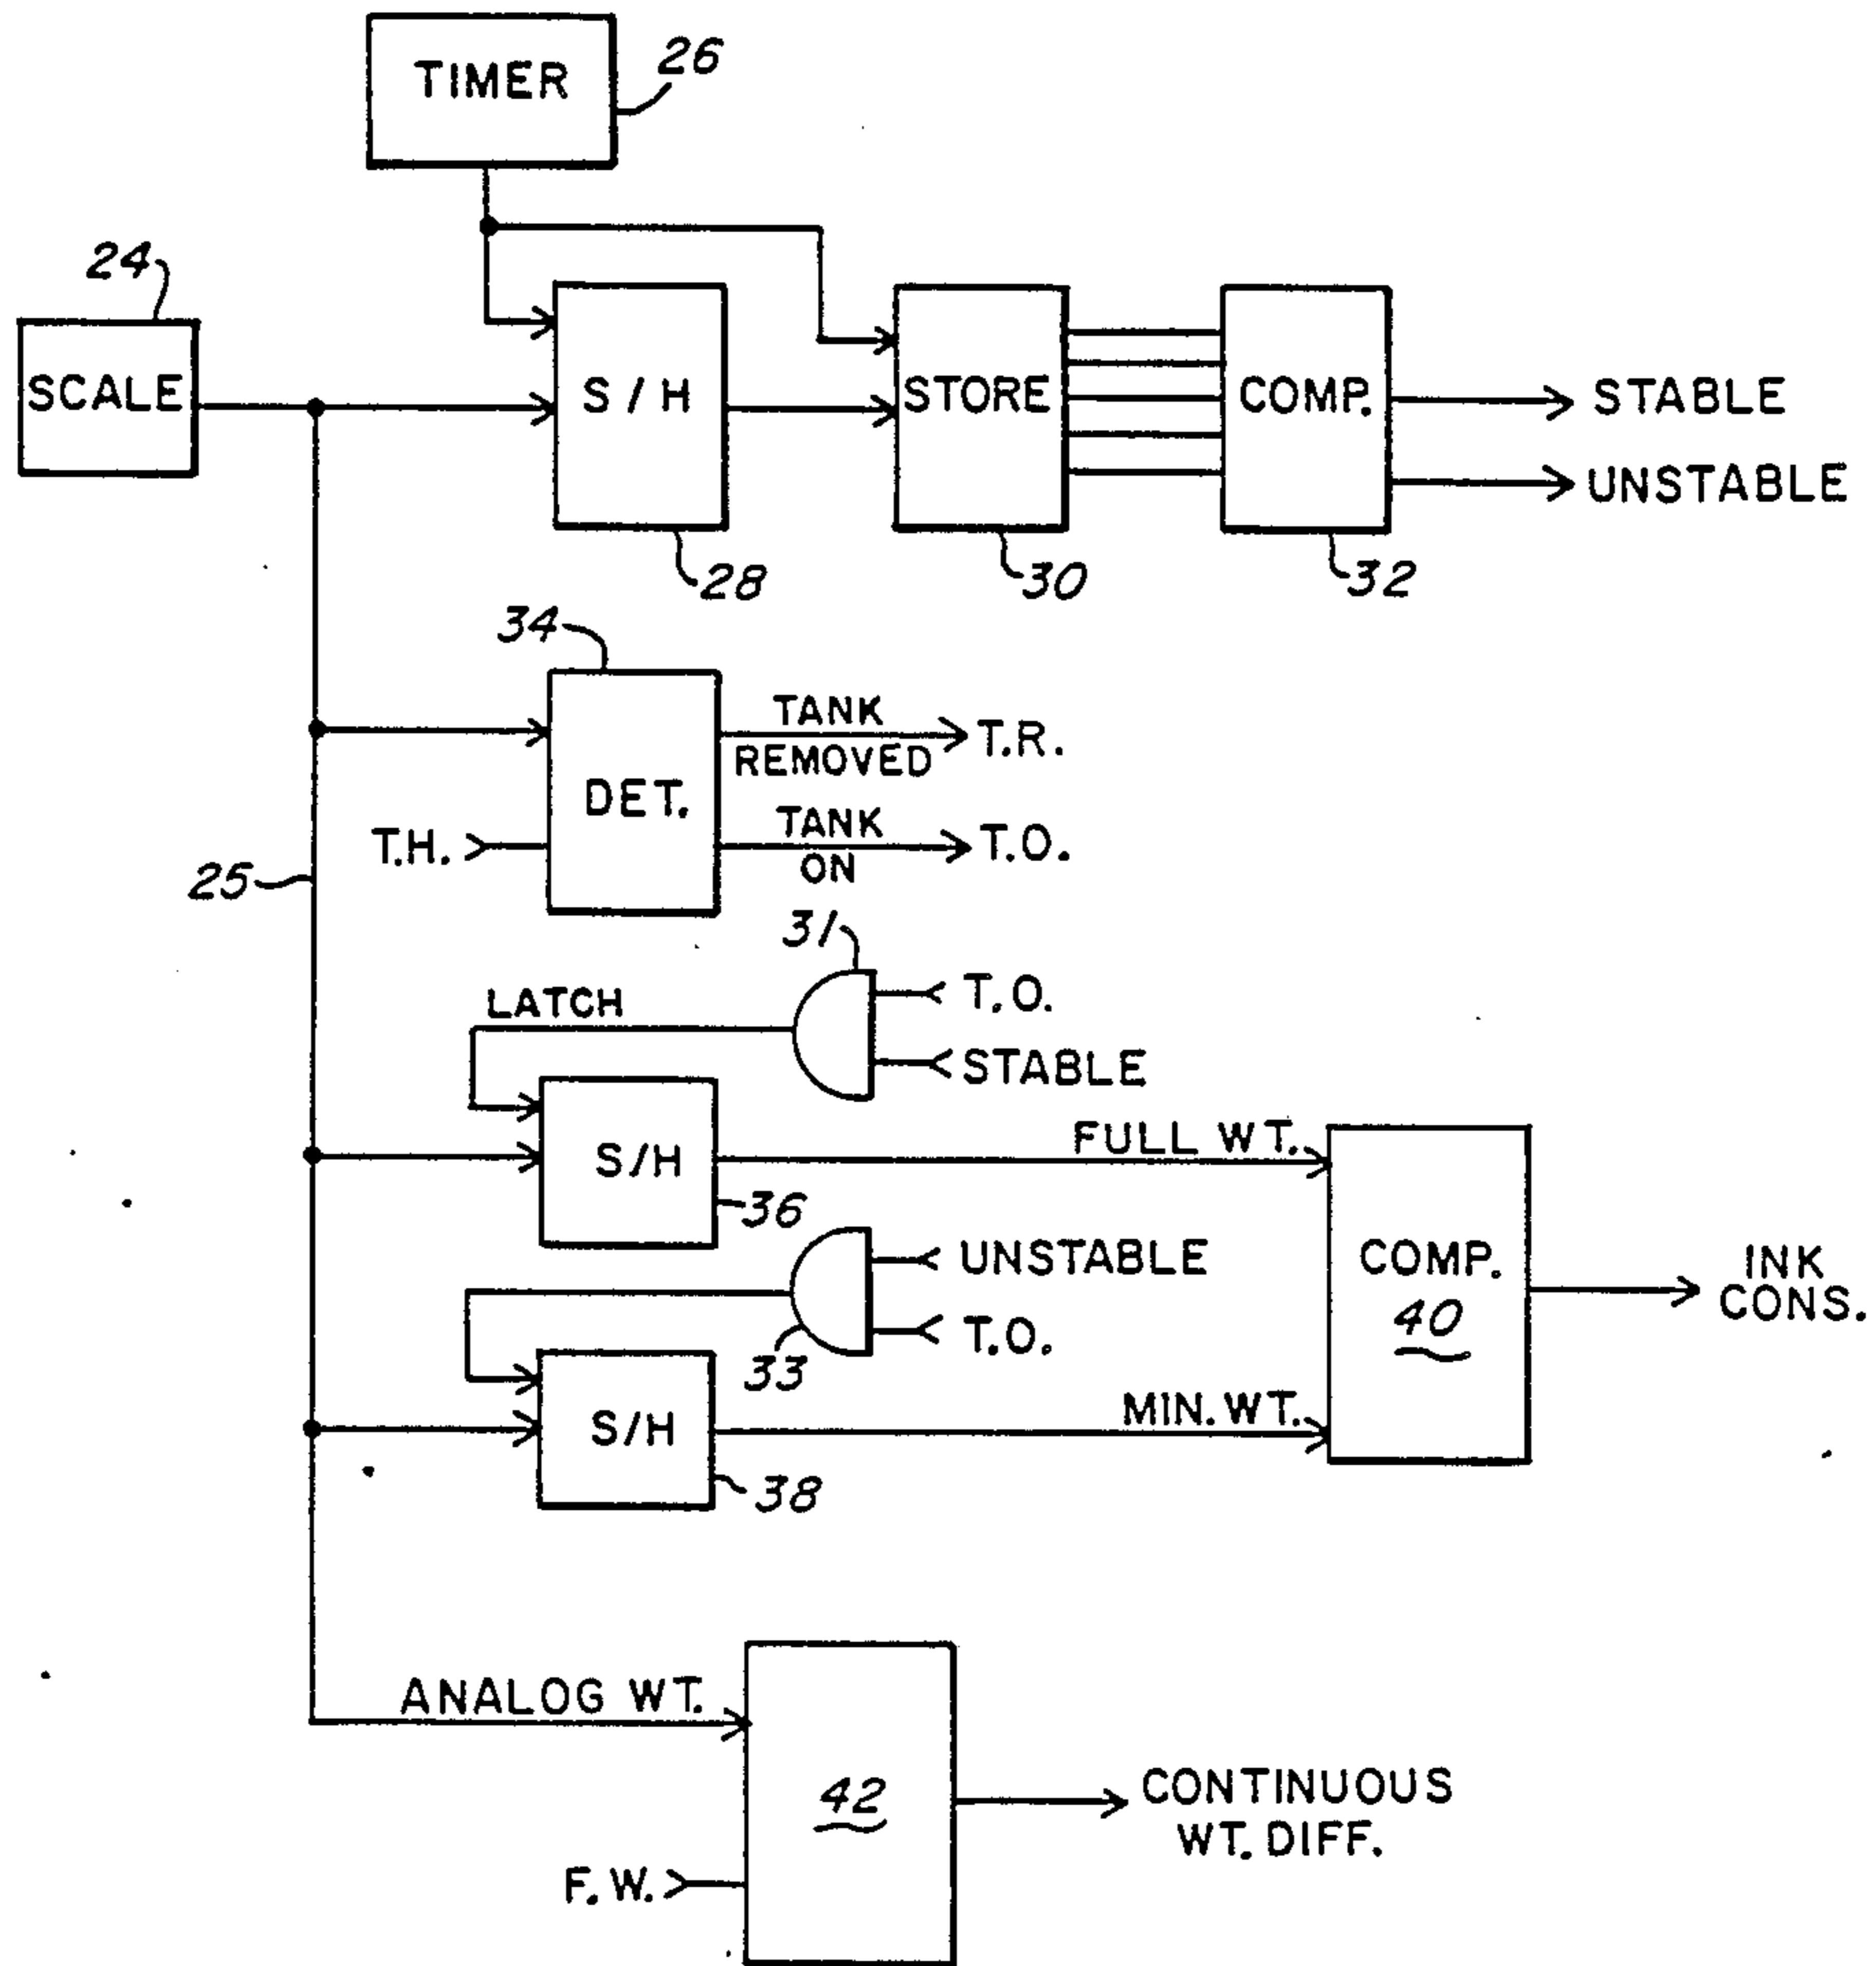 TIMER
26
24
SCALE
S / H
STORE
COMP.
STABLE
UNSTABLE
28
30
32
34
TANK
REMOVED
T.R.
DET.
T.H.
TANK
ON
T.O.
25
31
LATCH
T.O.
STABLE
S/H
FULL WT.
36
UNSTABLE
COMP.
40
INK
CONS.
33
T.O.
S/H
MIN. WT.
38
ANALOG WT.
42
CONTINUOUS
WT. DIFF.
F.W.